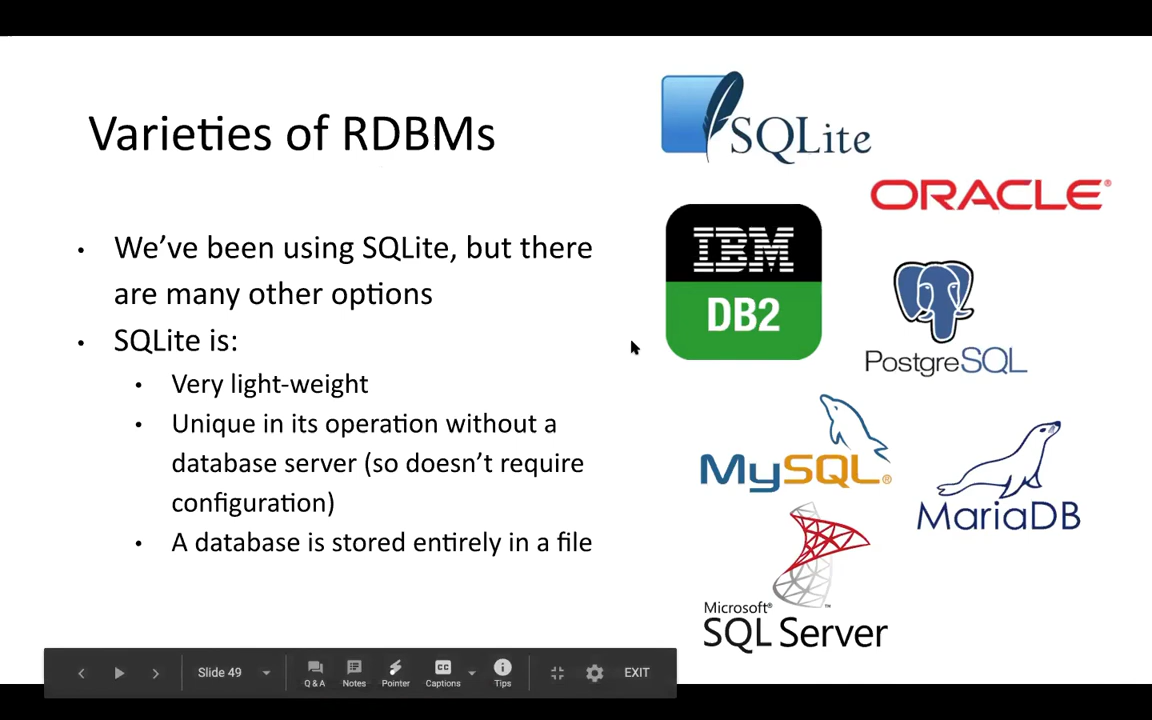 Varieties of RDBMs
• We've been using SQLite, but there
are many other options
• SQLite is:
• Very light-weight
• Unique in its operation without a
database server (so doesn't require
configuration)
• A database is stored entirely in a file
SQLite
ORACLE®
IBM
DB2
PostgreSQL
MySQL®
MariaDB
Microsoft®
SQL Server™
Slide 49
Q & A
Notes
Pointer
CC
Captions
Tips
EXIT